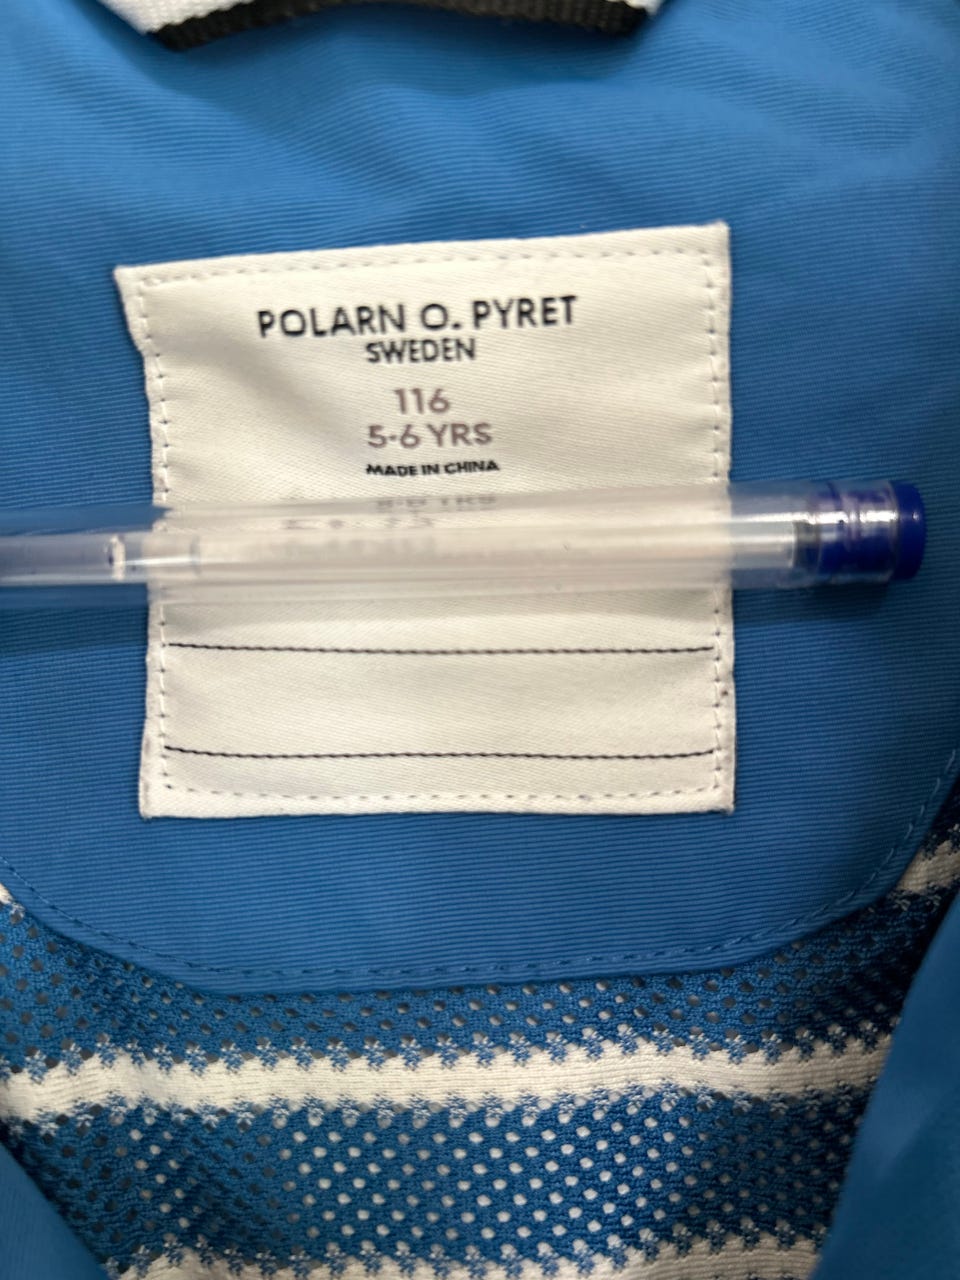 POLARN O. PYRET
SWEDEN
116
5-6 YRS
MADE IN CHINA